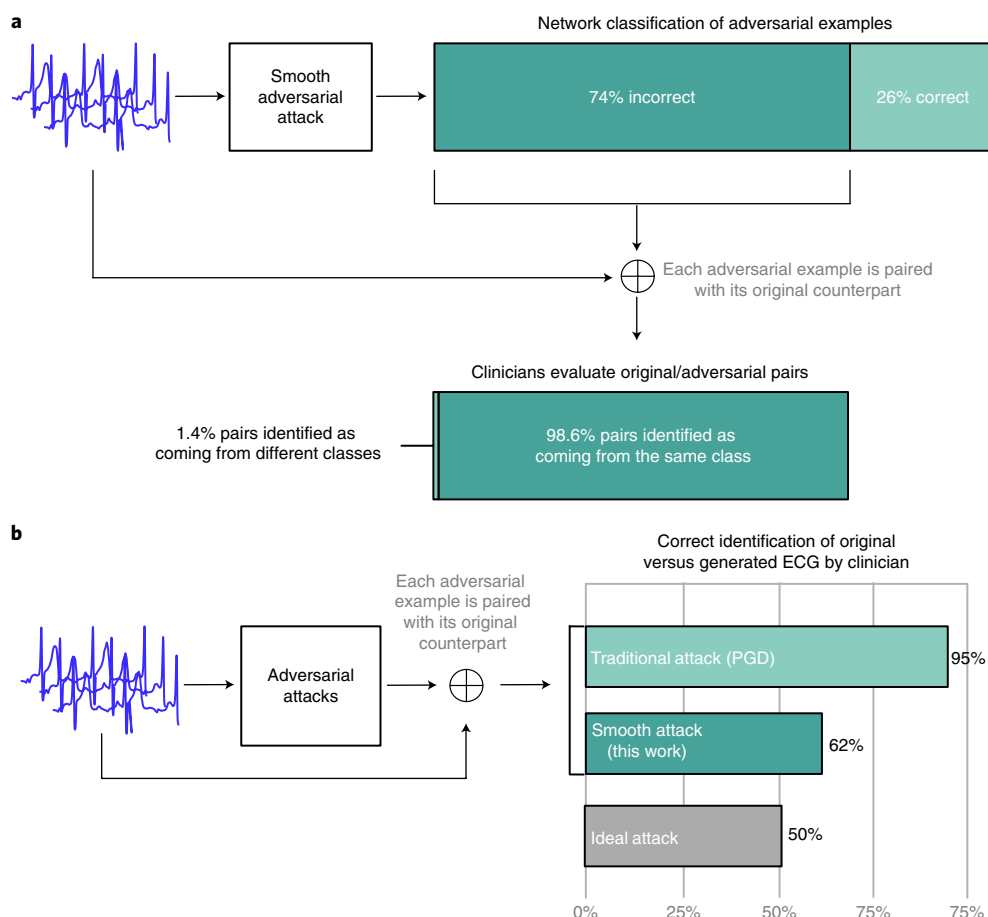 a
Network classification of adversarial examples
Smooth
adversarial
attack
74% incorrect
26% correct
Each adversarial example is paired
with its original counterpart
Clinicians evaluate original/adversarial pairs
1.4% pairs identified as
coming from different classes
98.6% pairs identified as
coming from the same class
b
Correct identification of original
versus generated ECG by clinician
Each adversarial
example is paired
with its original
counterpart
Adversarial
attacks
Traditional attack (PGD)
95%
Smooth attack
(this work)
62%
Ideal attack
50%
0%
25%
50%
75%
75%